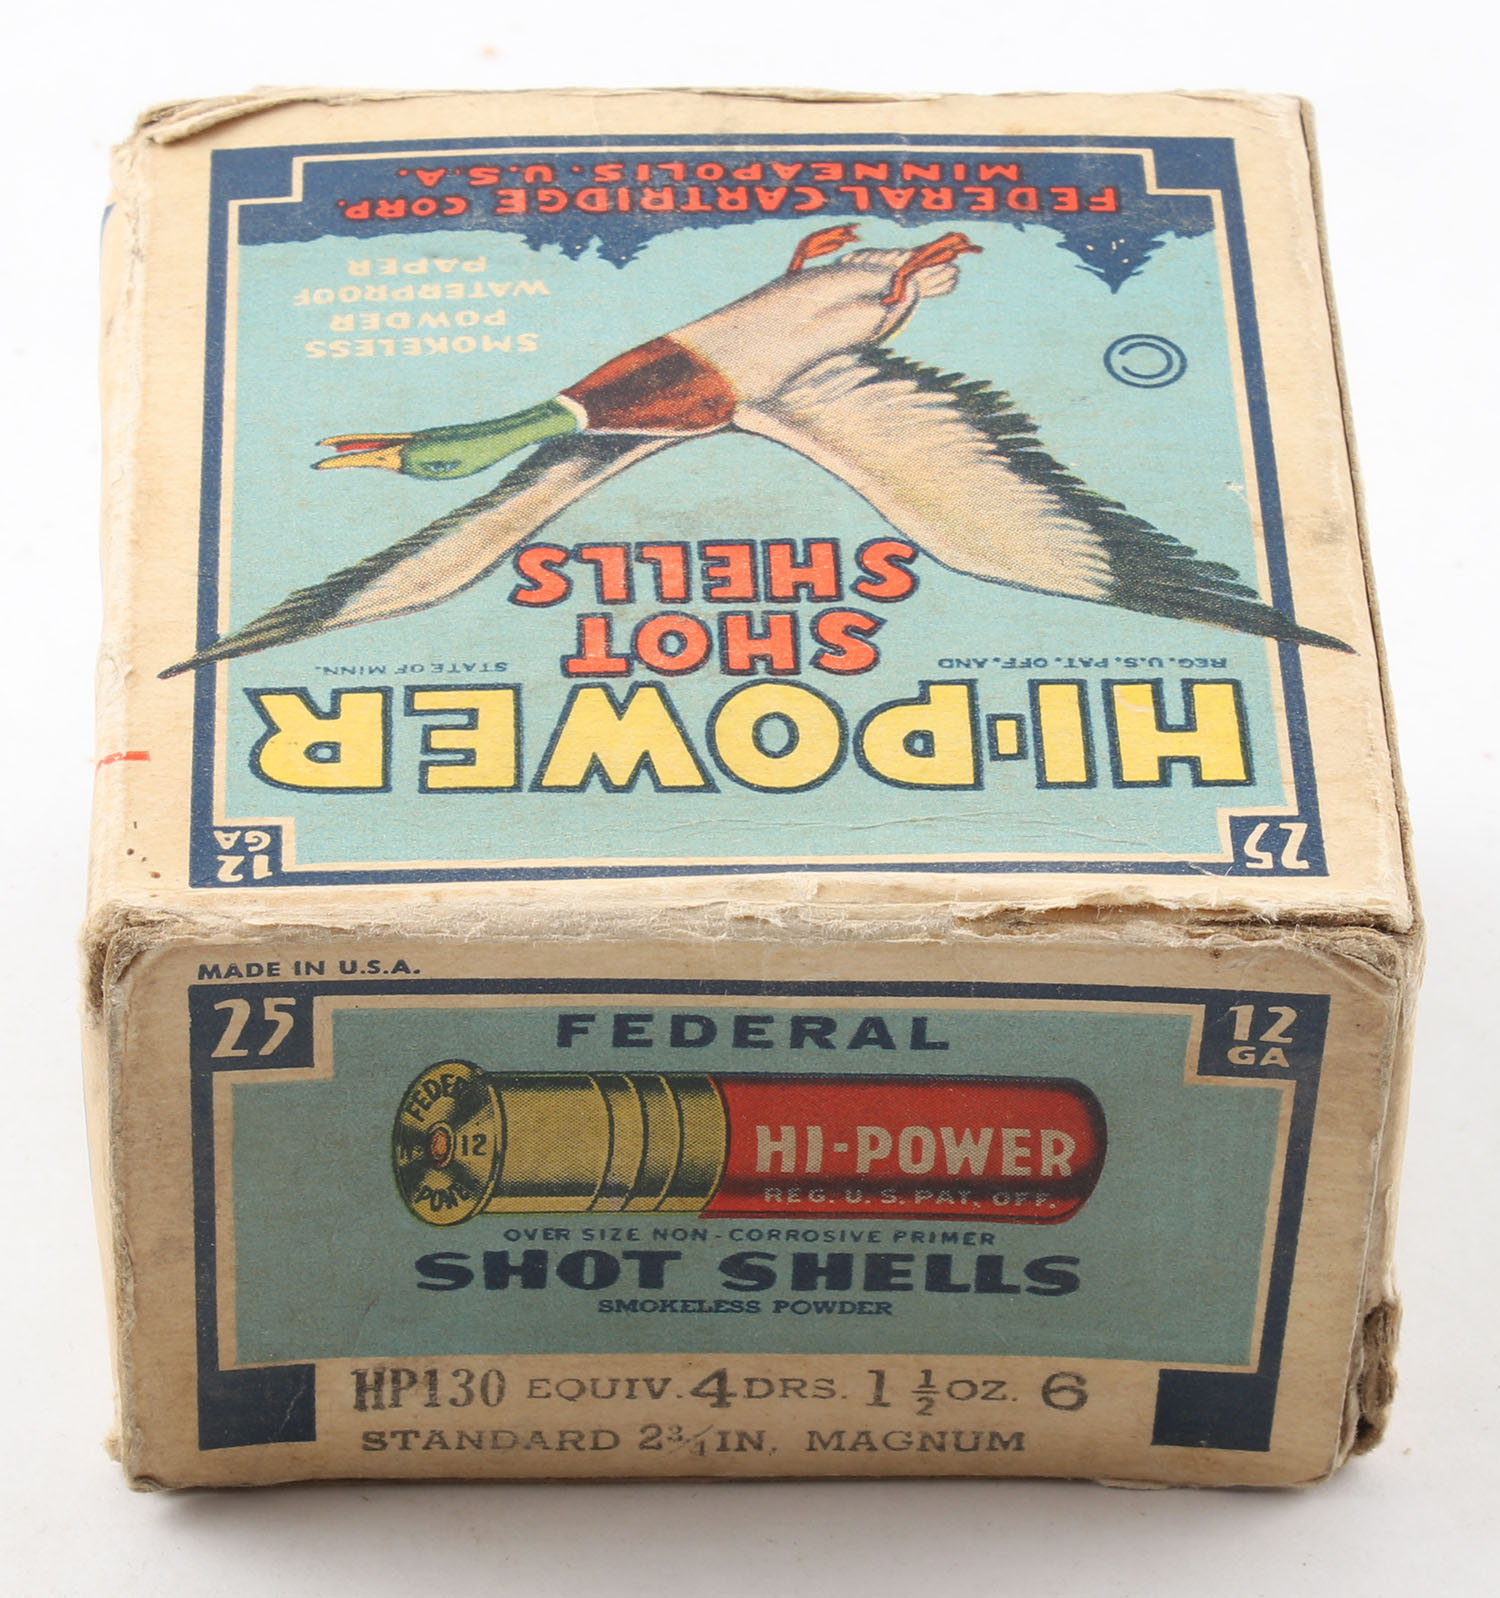 FEDERAL CARTRIDGE CORP.
MINNEAPOLIS. U.S.A.
SMOKELESS
POWDER
WATERPROOF
PAPER
©
SHOT
SHELLS
REG. U.S. PAT. OFF. AND STATE OF MINN.
HI-POWER
25
12
GA
MADE IN U.S.A.
25
12
GA
FEDERAL
FEDERAL
12
HI-POWER
REG. U. S. PAT. OFF.
OVER SIZE NON-CORROSIVE PRIMER
SHOT SHELLS
SMOKELESS POWDER
HP130 EQUIV. 4 DRS. 1 1/2 OZ. 6
STANDARD 2 3/4 IN. MAGNUM